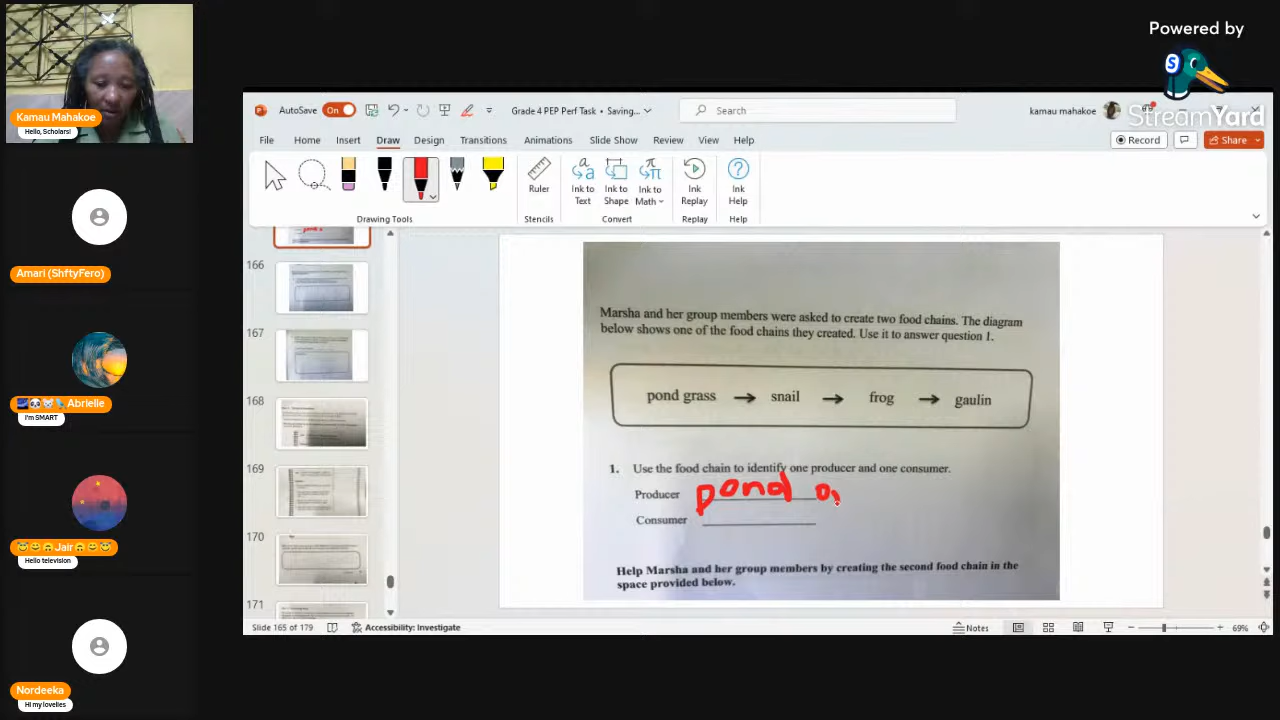 Powered by
StreamYard
Kamau Mahakoe
Hello, Scholars!
Amari (ShftyFero)
Abrielle
I'm SMART
Jair
Hello television
Nordeeka
Hi my lovelies
AutoSave On
Grade 4 PEP Perf Task • Saving...
Search
kamau mahakoe
File Home Insert Draw Design Transitions Animations Slide Show Review View Help
Record
Share
Ruler
Ink to Text
Ink to Shape
Ink to Math
Ink Replay
Ink Help
Drawing Tools
Stencils
Convert
Replay
Help
166
167
168
169
170
171
Marsha and her group members were asked to create two food chains. The diagram
below shows one of the food chains they created. Use it to answer question 1.
pond grass → snail → frog → gaulin
1. Use the food chain to identify one producer and one consumer.
Producer pond
Consumer
Help Marsha and her group members by creating the second food chain in the
space provided below.
Slide 165 of 179
Accessibility: Investigate
Notes
69%